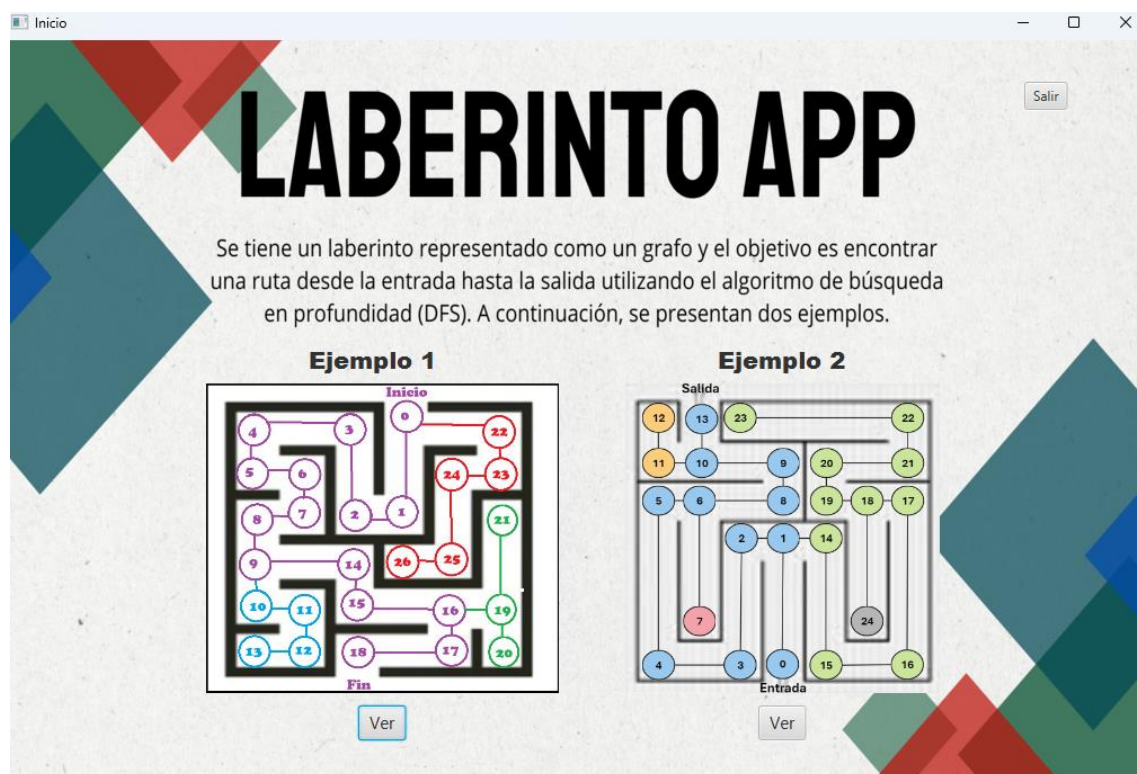 Inicio
Salir
LABERINTO APP
Se tiene un laberinto representado como un grafo y el objetivo es encontrar
una ruta desde la entrada hasta la salida utilizando el algoritmo de búsqueda
en profundidad (DFS). A continuación, se presentan dos ejemplos.
Ejemplo 1
Inicio
0
4 3 22
5 6 24 23
8 7 2 1 21
9 14 26 25
10 11 15 16 19
13 12 18 17 20
Fin
Ver
Ejemplo 2
Salida
12 13 23 22
11 10 9 20 21
5 6 8 19 18 17
2 1 14
7 24
4 3 0 15 16
Entrada
Ver